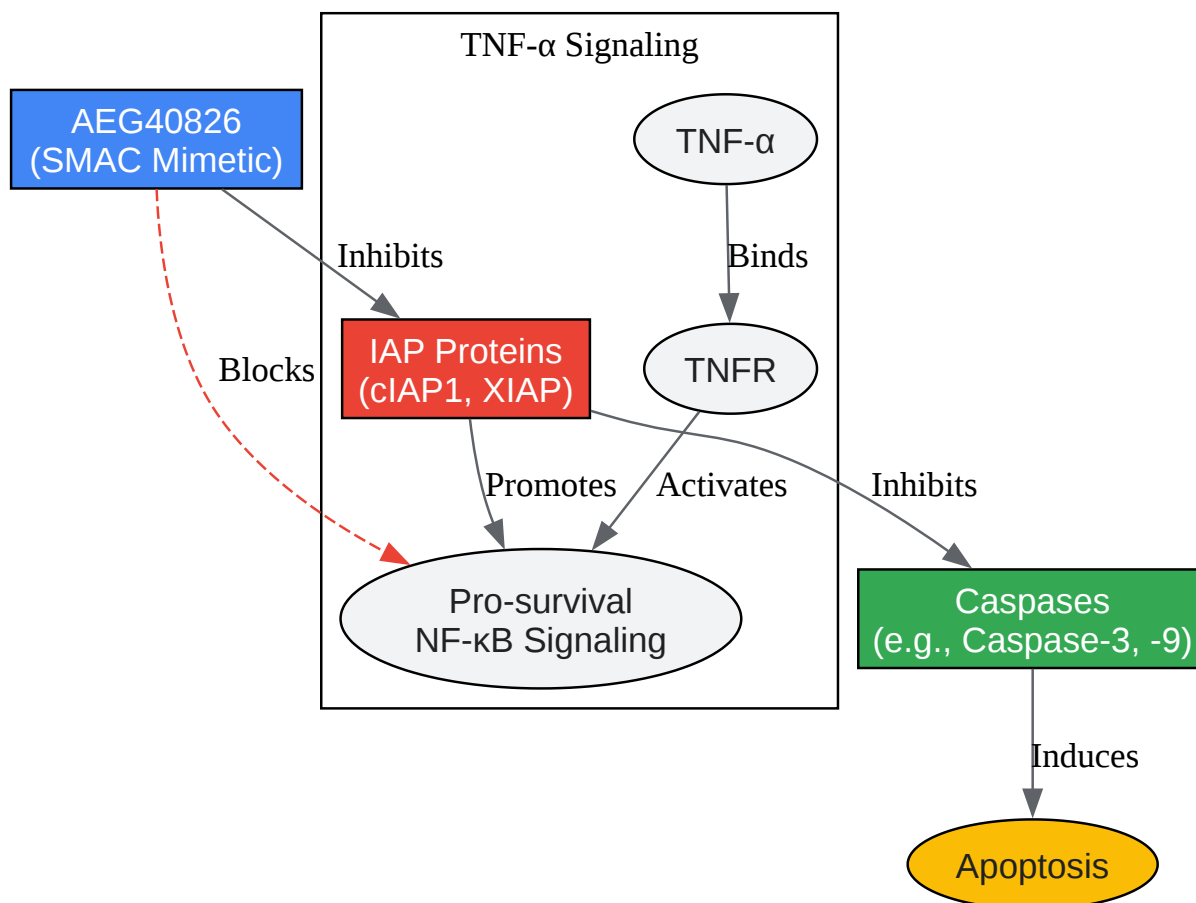 TNF-α Signaling
AEG40826
(SMAC Mimetic)
TNF-α
Inhibits
Binds
Blocks
IAP Proteins
(cIAP1, XIAP)
TNFR
Promotes
Activates
Inhibits
Pro-survival
NF-κB Signaling
Caspases
(e.g., Caspase-3, -9)
Induces
Apoptosis